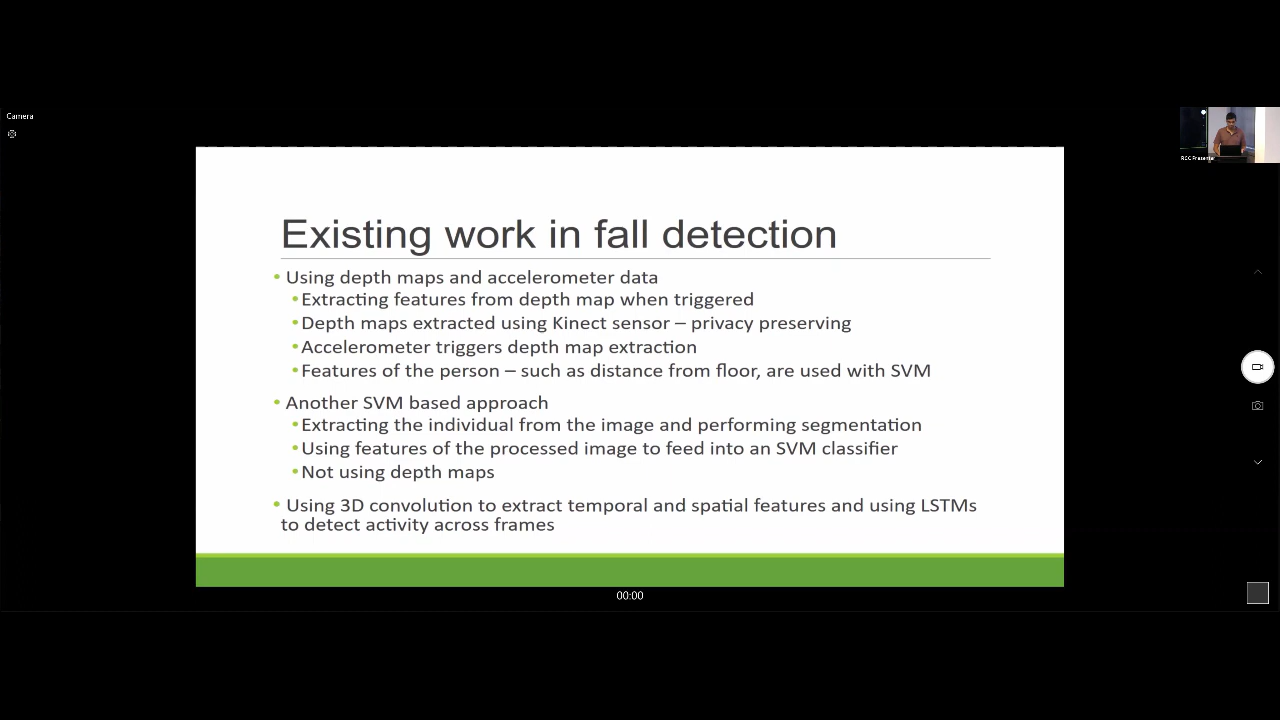 Camera
Existing work in fall detection
• Using depth maps and accelerometer data
• Extracting features from depth map when triggered
• Depth maps extracted using Kinect sensor – privacy preserving
• Accelerometer triggers depth map extraction
• Features of the person – such as distance from floor, are used with SVM
• Another SVM based approach
• Extracting the individual from the image and performing segmentation
• Using features of the processed image to feed into an SVM classifier
• Not using depth maps
• Using 3D convolution to extract temporal and spatial features and using LSTMs
to detect activity across frames
00:00